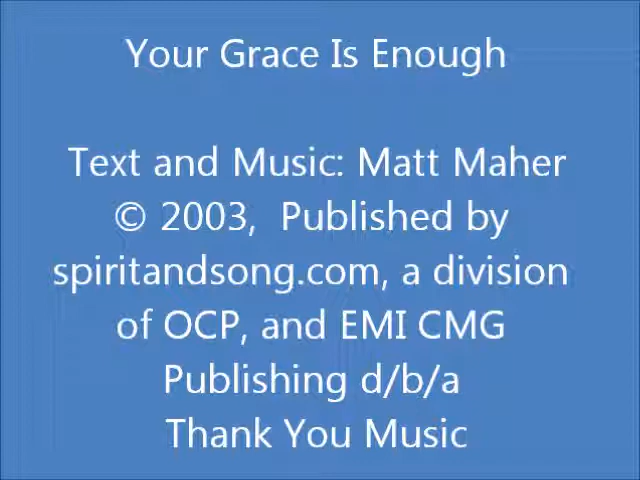 Your Grace Is Enough
Text and Music: Matt Maher
© 2003, Published by
spiritandsong.com, a division
of OCP, and EMI CMG
Publishing d/b/a
Thank You Music